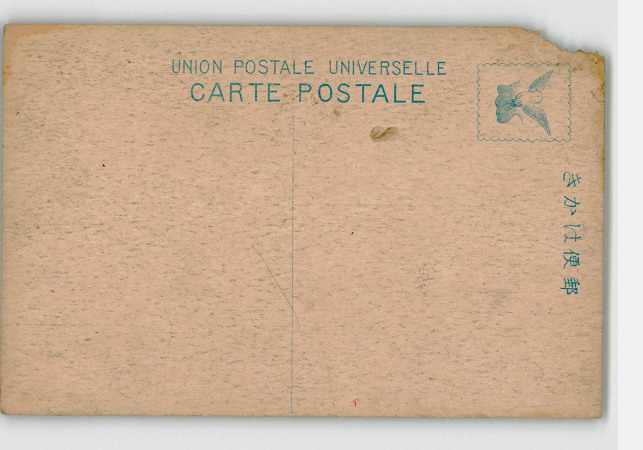 UNION POSTALE UNIVERSELLE
CARTE POSTALE
きかは便郵